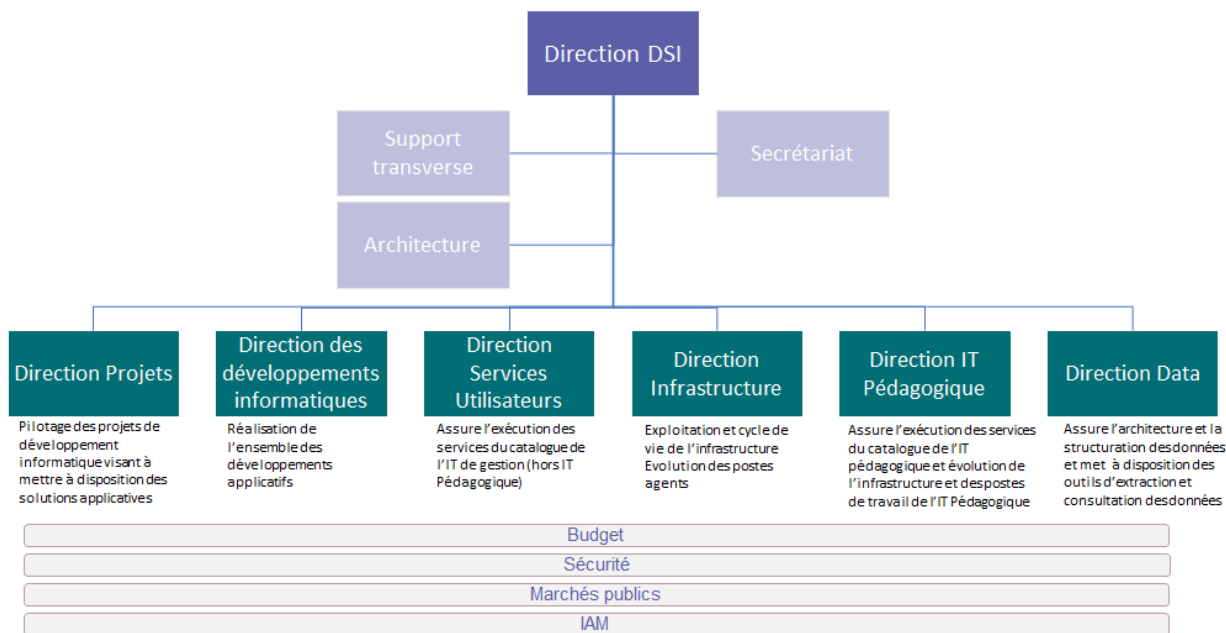 Direction DSI
Support
transverse
Secrétariat
Architecture
Direction Projets
Direction des
développements
informatiques
Direction
Services
Utilisateurs
Direction
Infrastructure
Direction IT
Pédagogique
Direction Data
Pilotage des projets de
développement
informatique visant à
mettre à disposition des
solutions applicatives
Réalisation de
l'ensemble des
développements
applicatifs
Assure l'exécution des
services du catalogue de
l'IT de gestion (hors IT
Pédagogique)
Exploitation et cycle de
vie de l'infrastructure
Evolution des postes
agents
Assure l'exécution des services
du catalogue de l'IT
pédagogique et évolution de
l'infrastructure et des postes
de travail de l'IT Pédagogique
Assure l'architecture et la
structuration des données
et met à disposition des
outils d'extraction et
consultation des données
Budget
Sécurité
Marchés publics
IAM